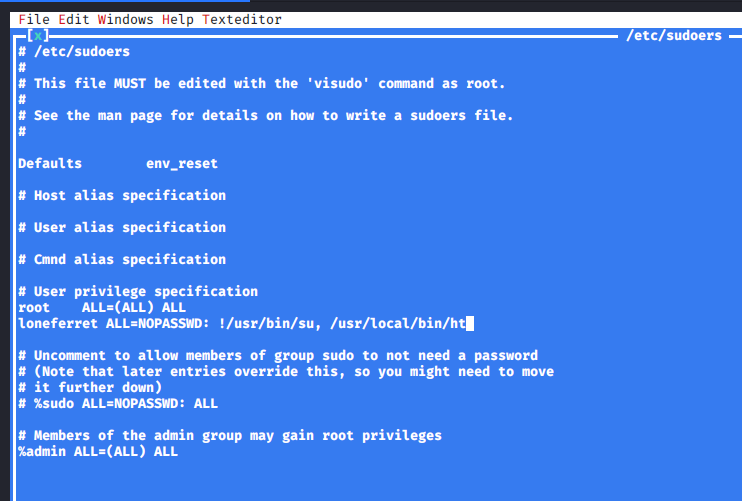 File Edit Windows Help Texteditor
[x] /etc/sudoers
# /etc/sudoers
#
# This file MUST be edited with the 'visudo' command as root.
#
# See the man page for details on how to write a sudoers file.
#
Defaults        env_reset
# Host alias specification
# User alias specification
# Cmnd alias specification
# User privilege specification
root    ALL=(ALL) ALL
loneferret ALL=NOPASSWD: !/usr/bin/su, /usr/local/bin/ht
# Uncomment to allow members of group sudo to not need a password
# (Note that later entries override this, so you might need to move
# it further down)
# %sudo ALL=NOPASSWD: ALL
# Members of the admin group may gain root privileges
%admin ALL=(ALL) ALL